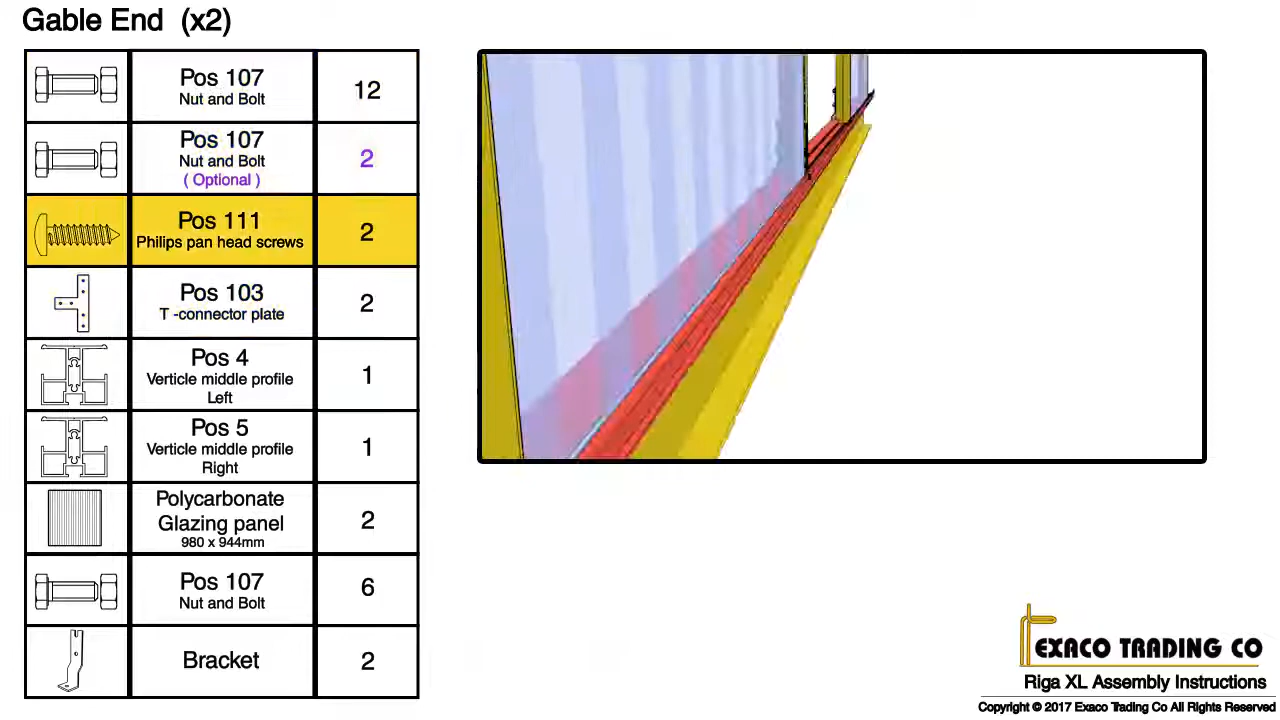 Gable End (x2)
Pos 107
Nut and Bolt
12
Pos 107
Nut and Bolt
( Optional )
2
Pos 111
Philips pan head screws
2
Pos 103
T -connector plate
2
Pos 4
Verticle middle profile
Left
1
Pos 5
Verticle middle profile
Right
1
Polycarbonate
Glazing panel
980 x 944mm
2
Pos 107
Nut and Bolt
6
Bracket
2
EXACO TRADING CO
Riga XL Assembly Instructions
Copyright © 2017 Exaco Trading Co All Rights Reserved